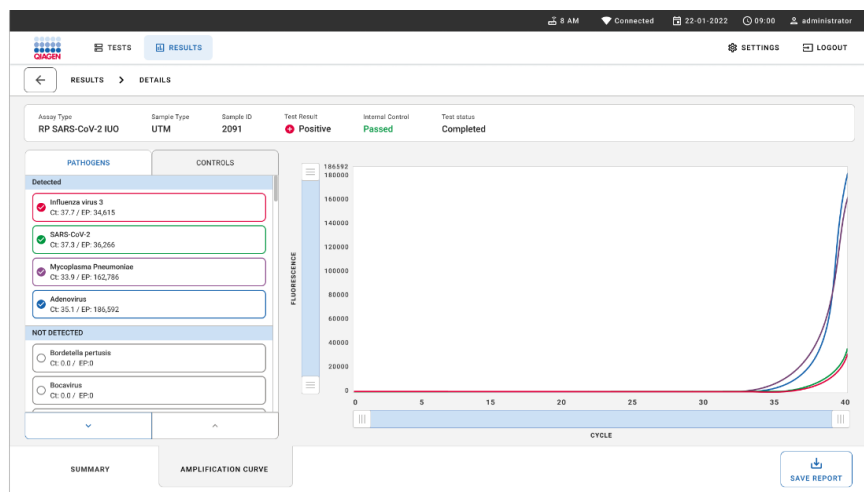 8 AM Connected 22-01-2022 09:00 administrator
QIAGEN TESTS RESULTS SETTINGS LOGOUT
RESULTS > DETAILS
Assay Type Sample Type Sample ID Test Result Internal Control Test status
RP SARS-CoV-2 IUO UTM 2091 Positive Passed Completed
PATHOGENS CONTROLS
Detected
Influenza virus 3
Ct: 37.7 / EP: 34,615
SARS-CoV-2
Ct: 37.3 / EP: 36,266
Mycoplasma Pneumoniae
Ct: 33.9 / EP: 162,786
Adenovirus
Ct: 35.1 / EP: 186,592
NOT DETECTED
Bordetella pertusis
Ct: 0.0 / EP:0
Bocavirus
Ct: 0.0 / EP:0
FLUORESCENCE
186592
180000
160000
140000
120000
100000
80000
60000
40000
20000
0
0 5 15 20 25 30 35 40
CYCLE
SUMMARY AMPLIFICATION CURVE SAVE REPORT